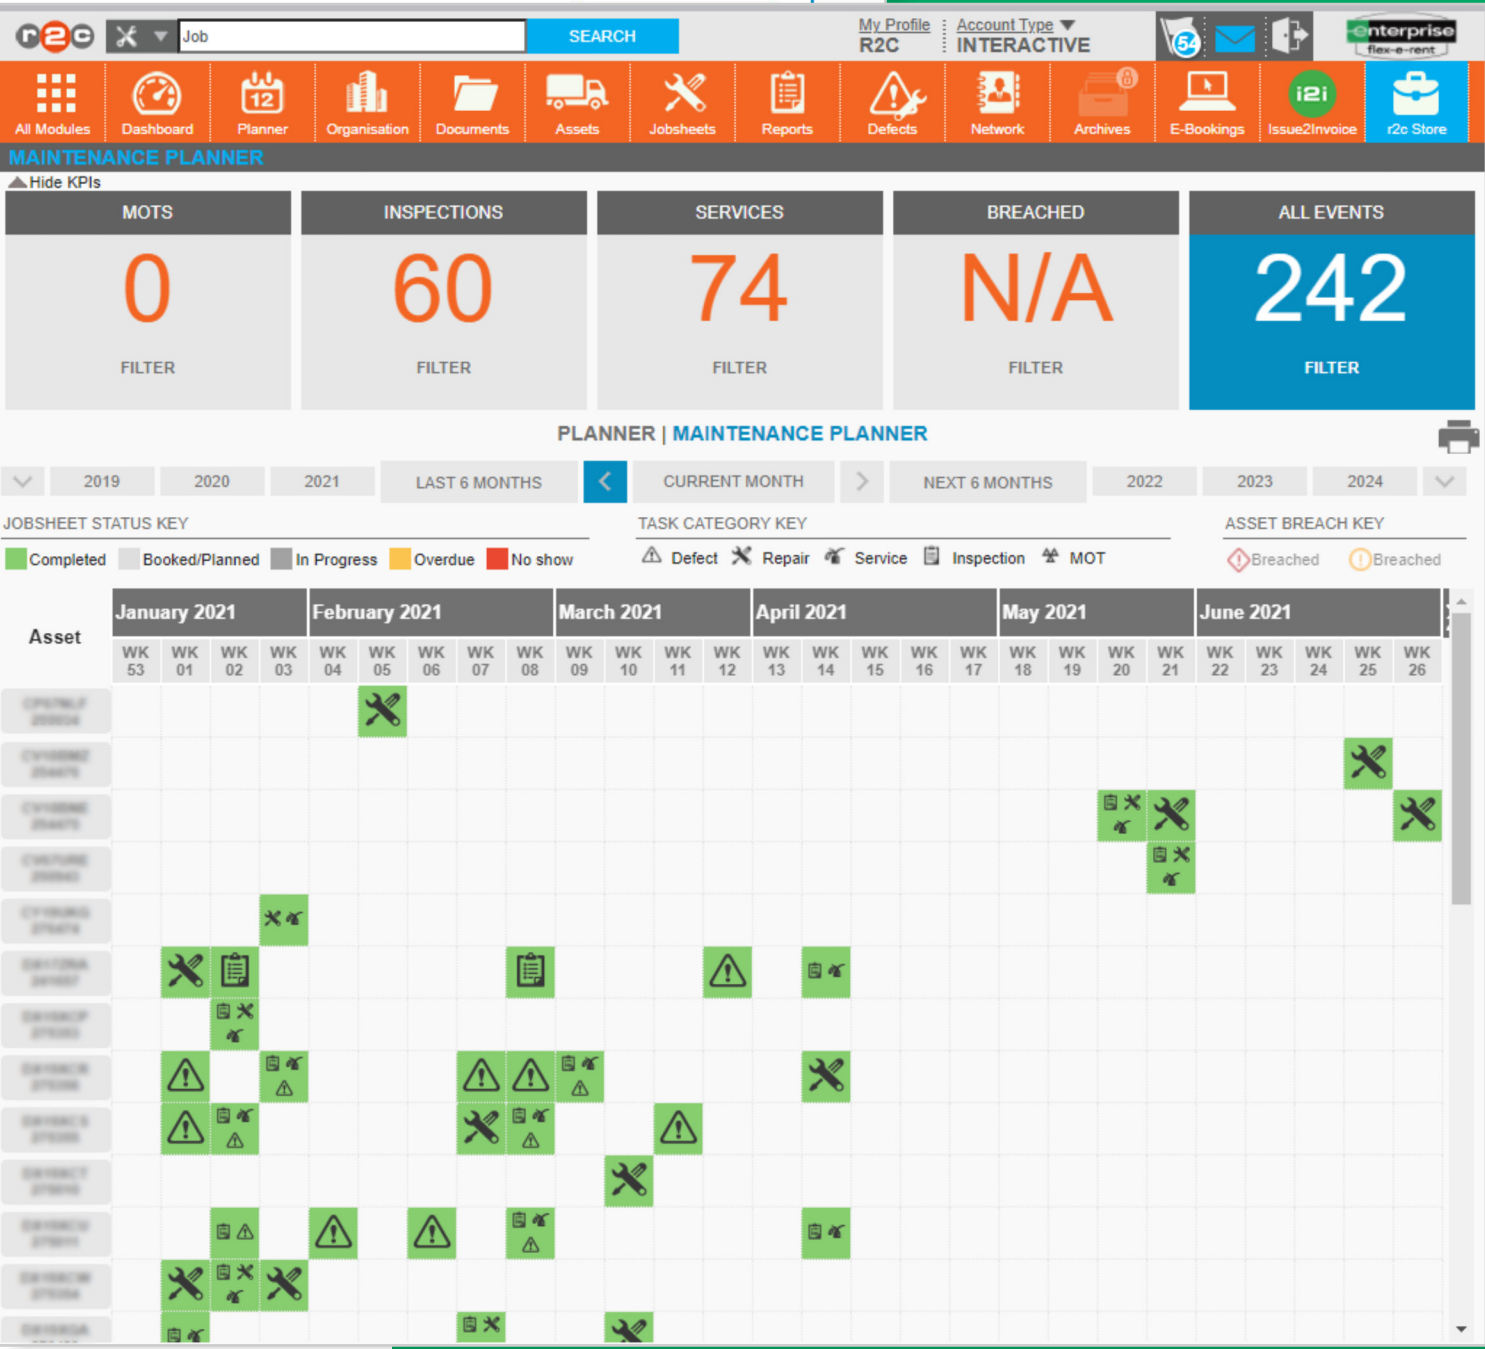 r2c Job SEARCH My Profile R2C Account Type INTERACTIVE 54 enterprise flex-e-rent
12 i2i
All Modules Dashboard Planner Organisation Documents Assets Jobsheets Reports Defects Network Archives E-Bookings Issue2Invoice r2c Store
MAINTENANCE PLANNER
Hide KPIs
MOTS INSPECTIONS SERVICES BREACHED ALL EVENTS
0 60 74 N/A 242
FILTER FILTER FILTER FILTER FILTER
PLANNER | MAINTENANCE PLANNER
2019 2020 2021 LAST 6 MONTHS < CURRENT MONTH > NEXT 6 MONTHS 2022 2023 2024
JOBSHEET STATUS KEY TASK CATEGORY KEY ASSET BREACH KEY
Completed Booked/Planned In Progress Overdue No show Defect Repair Service Inspection MOT Breached Breached
Asset January 2021 February 2021 March 2021 April 2021 May 2021 June 2021
WK WK WK WK WK WK WK WK WK WK WK WK WK WK WK WK WK WK WK WK WK WK WK WK WK WK WK
53 01 02 03 04 05 06 07 08 09 10 11 12 13 14 15 16 17 18 19 20 21 22 23 24 25 26